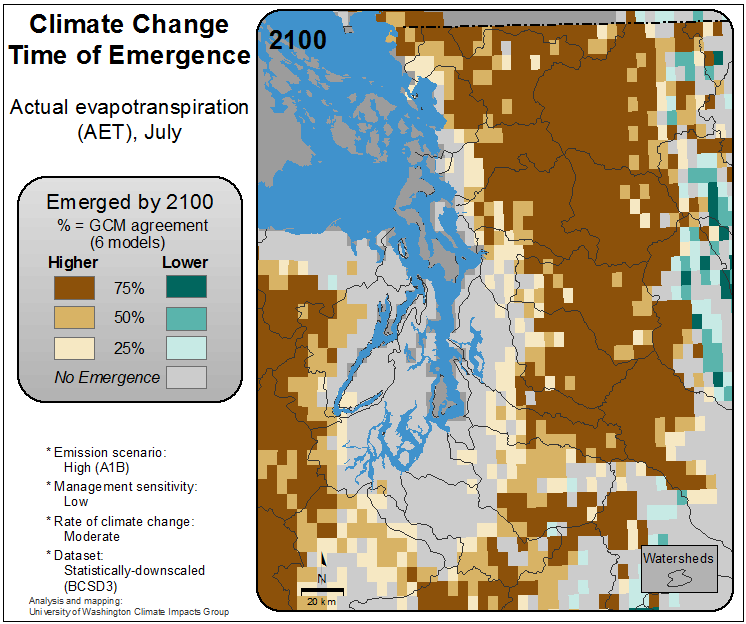 Climate Change
Time of Emergence
Actual evapotranspiration
(AET), July
Emerged by 2100
% = GCM agreement
(6 models)
Higher Lower
75%
50%
25%
No Emergence
* Emission scenario:
High (A1B)
* Management sensitivity:
Low
* Rate of climate change:
Moderate
* Dataset:
Statistically-downscaled
(BCSD3)
Analysis and mapping:
University of Washington Climate Impacts Group
2100
N
20 km
Watersheds